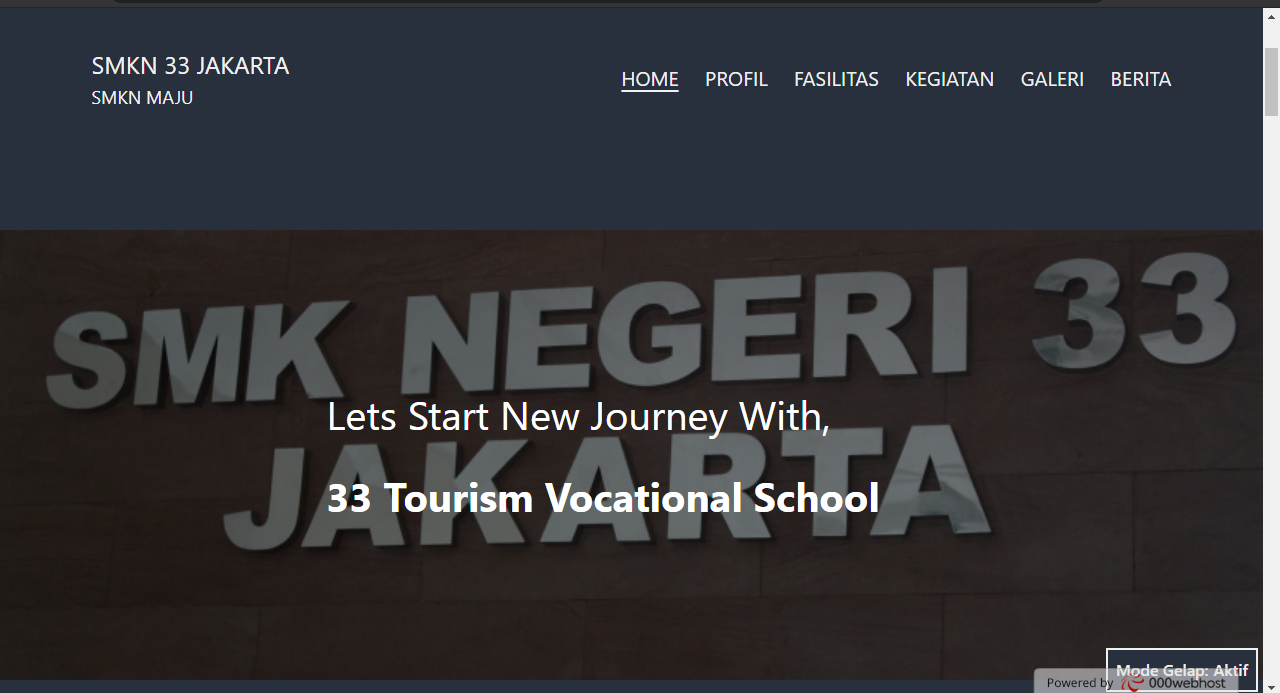 SMKN 33 JAKARTA
SMKN MAJU
HOME PROFIL FASILITAS KEGIATAN GALERI BERITA
SMK NEGERI 33
JAKARTA
Lets Start New Journey With,
33 Tourism Vocational School
Mode Gelap: Aktif
Powered by 000webhost